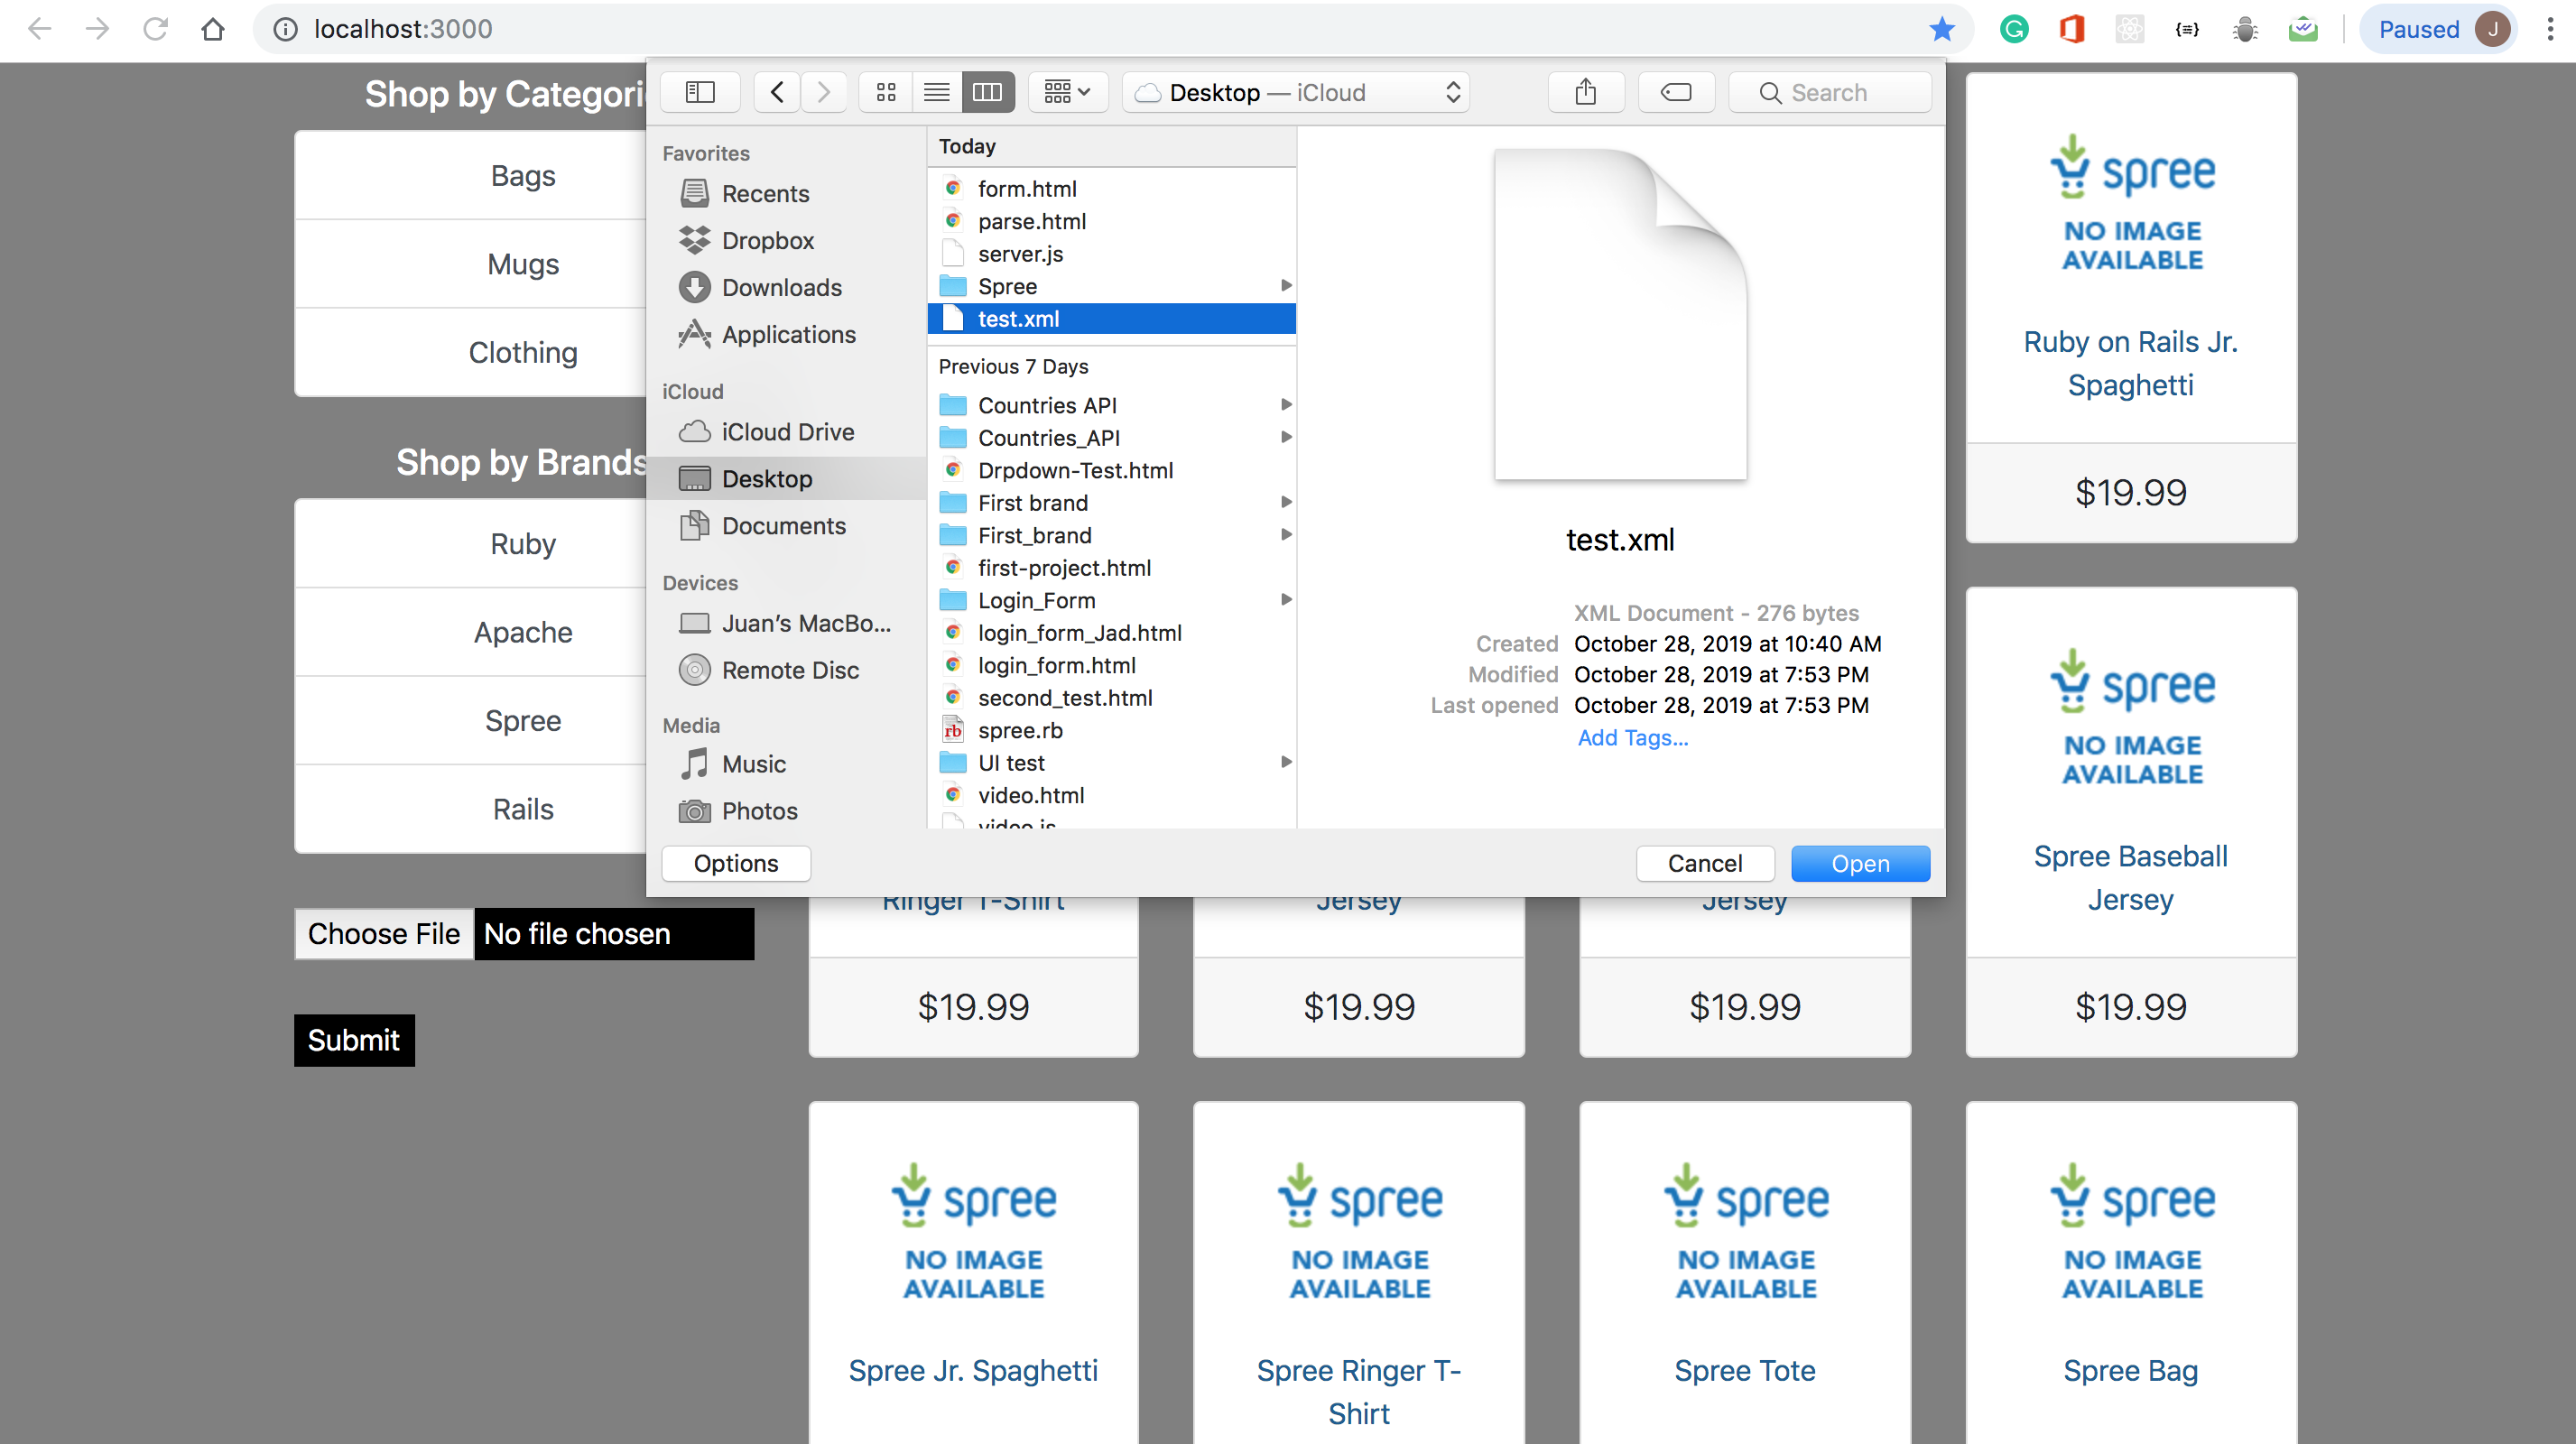 localhost:3000
Paused
J
Shop by Categori
Bags
Mugs
Clothing
Shop by Brands
Ruby
Apache
Spree
Rails
Choose File No file chosen
Submit
Desktop — iCloud
Search
Favorites
Recents
Dropbox
Downloads
Applications
iCloud
iCloud Drive
Desktop
Documents
Devices
Juan’s MacBo...
Remote Disc
Media
Music
Photos
Today
form.html
parse.html
server.js
Spree
test.xml
Previous 7 Days
Countries API
Countries_API
Drpdown-Test.html
First brand
First_brand
first-project.html
Login_Form
login_form_Jad.html
login_form.html
second_test.html
rb
spree.rb
UI test
video.html
video.js
test.xml
XML Document - 276 bytes
Created October 28, 2019 at 10:40 AM
Modified October 28, 2019 at 7:53 PM
Last opened October 28, 2019 at 7:53 PM
Add Tags...
Options
Cancel
Open
spree
NO IMAGE
AVAILABLE
Ruby on Rails Jr.
Spaghetti
$19.99
Ringer T-Shirt
$19.99
Jersey
$19.99
Jersey
$19.99
spree
NO IMAGE
AVAILABLE
Spree Baseball
Jersey
$19.99
spree
NO IMAGE
AVAILABLE
Spree Jr. Spaghetti
spree
NO IMAGE
AVAILABLE
Spree Ringer T-
Shirt
spree
NO IMAGE
AVAILABLE
Spree Tote
spree
NO IMAGE
AVAILABLE
Spree Bag